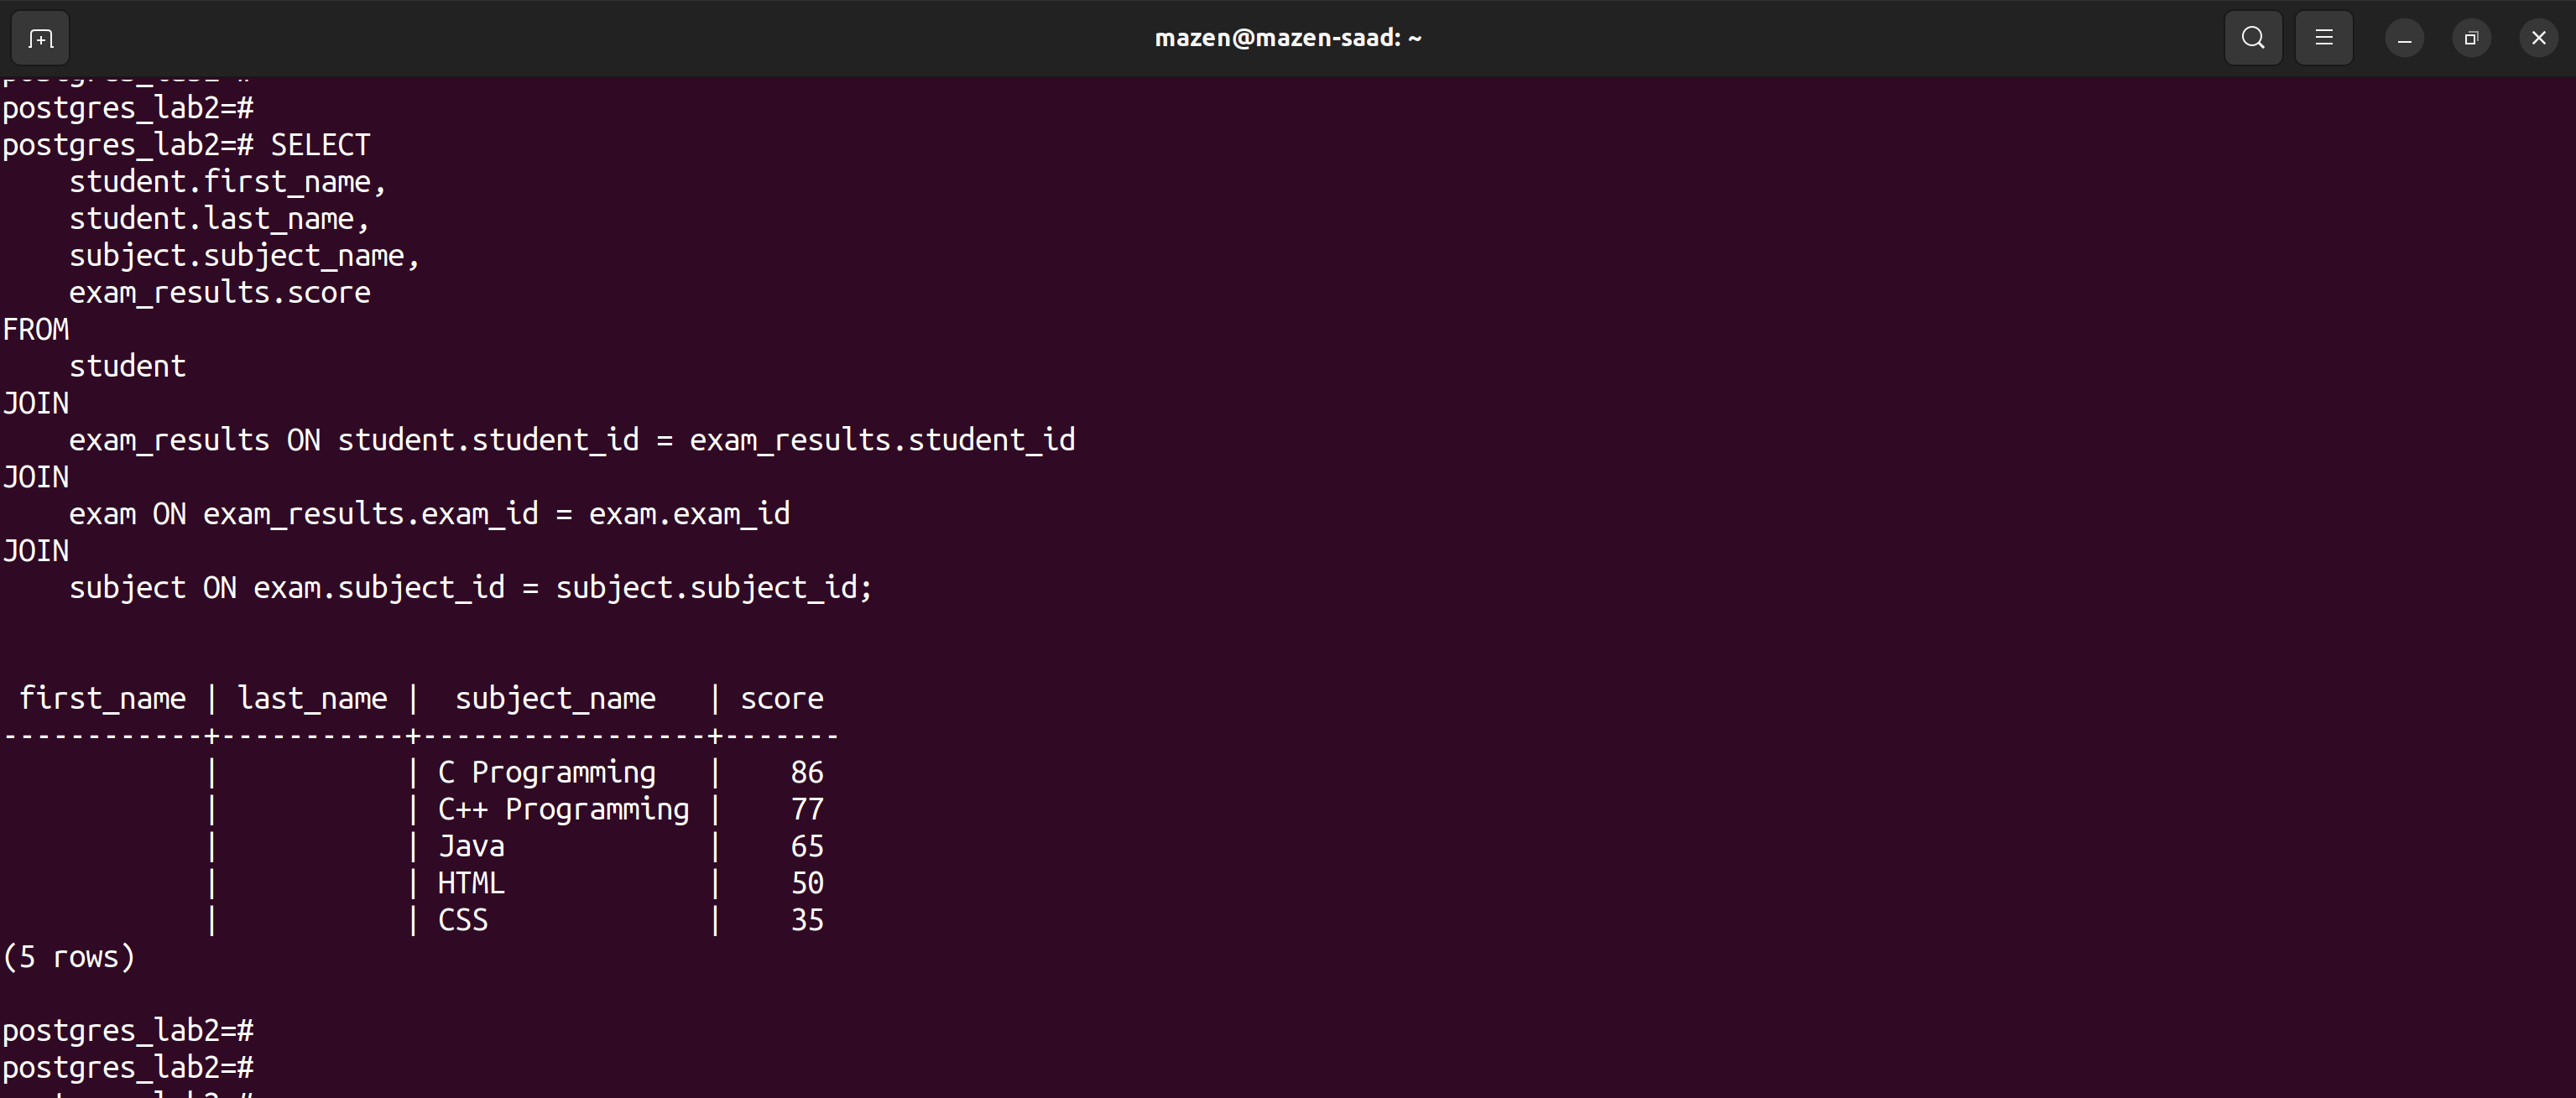 mazen@mazen-saad: ~
postgres_lab2=#
postgres_lab2=# SELECT
    student.first_name,
    student.last_name,
    subject.subject_name,
    exam_results.score
FROM
    student
JOIN
    exam_results ON student.student_id = exam_results.student_id
JOIN
    exam ON exam_results.exam_id = exam.exam_id
JOIN
    subject ON exam.subject_id = subject.subject_id;
 first_name | last_name |  subject_name   | score
------------+-----------+-----------------+-------
            |           | C Programming   |    86
            |           | C++ Programming |    77
            |           | Java            |    65
            |           | HTML            |    50
            |           | CSS             |    35
(5 rows)
postgres_lab2=#
postgres_lab2=#